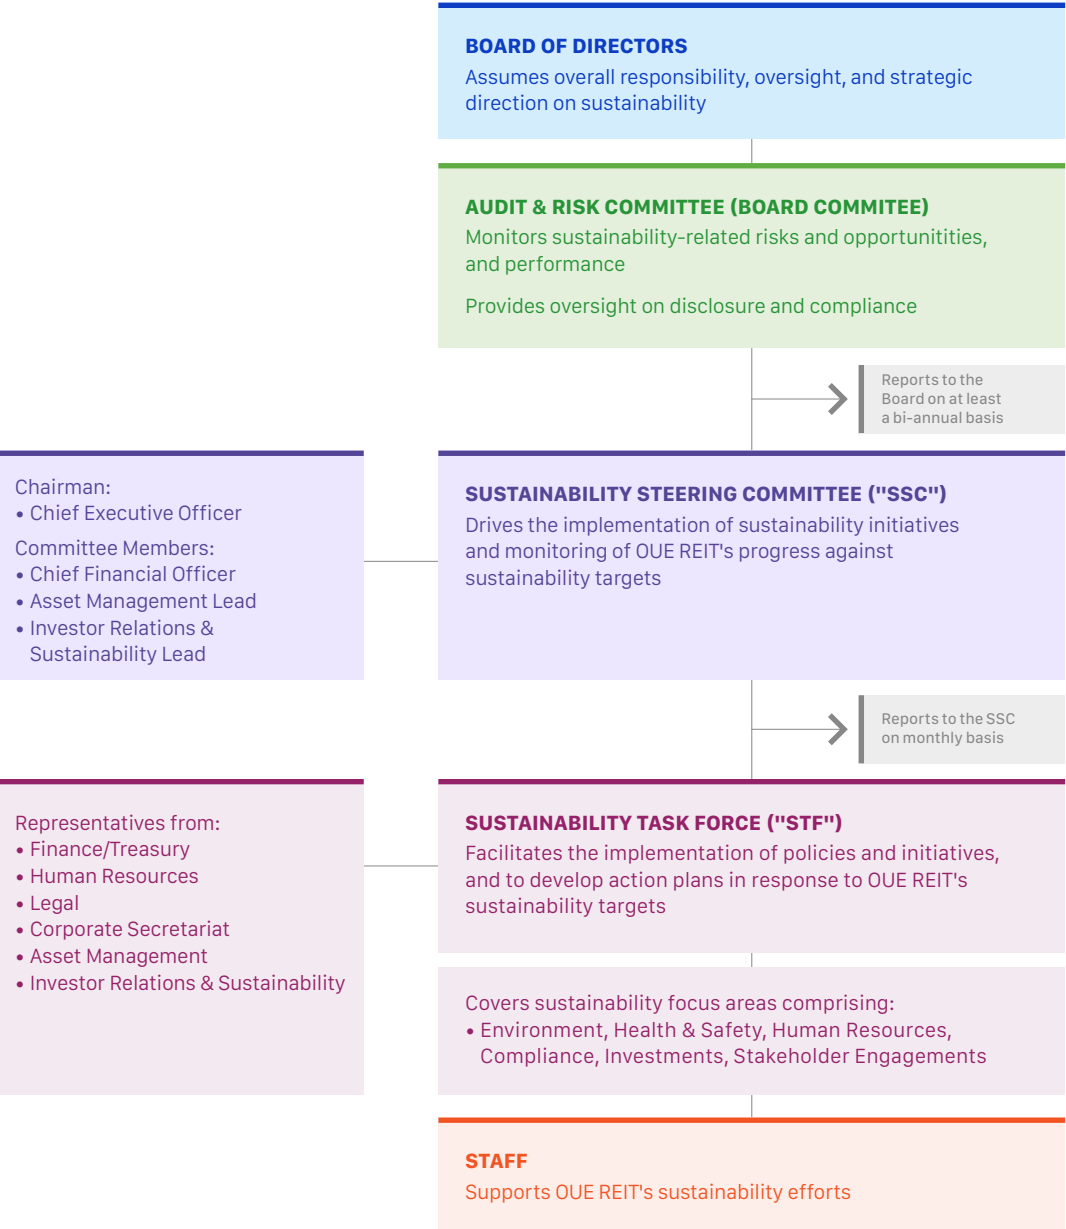 BOARD OF DIRECTORS
Assumes overall responsibility, oversight, and strategic
direction on sustainability
AUDIT & RISK COMMITTEE (BOARD COMMITEE)
Monitors sustainability-related risks and opportunitities,
and performance
Provides oversight on disclosure and compliance
Reports to the
Board on at least
a bi-annual basis
Chairman:
• Chief Executive Officer
Committee Members:
• Chief Financial Officer
• Asset Management Lead
• Investor Relations &
Sustainability Lead
SUSTAINABILITY STEERING COMMITTEE ("SSC")
Drives the implementation of sustainability initiatives
and monitoring of OUE REIT's progress against
sustainability targets
Reports to the SSC
on monthly basis
Representatives from:
• Finance/Treasury
• Human Resources
• Legal
• Corporate Secretariat
• Asset Management
• Investor Relations & Sustainability
SUSTAINABILITY TASK FORCE ("STF")
Facilitates the implementation of policies and initiatives,
and to develop action plans in response to OUE REIT's
sustainability targets
Covers sustainability focus areas comprising:
• Environment, Health & Safety, Human Resources,
Compliance, Investments, Stakeholder Engagements
STAFF
Supports OUE REIT's sustainability efforts